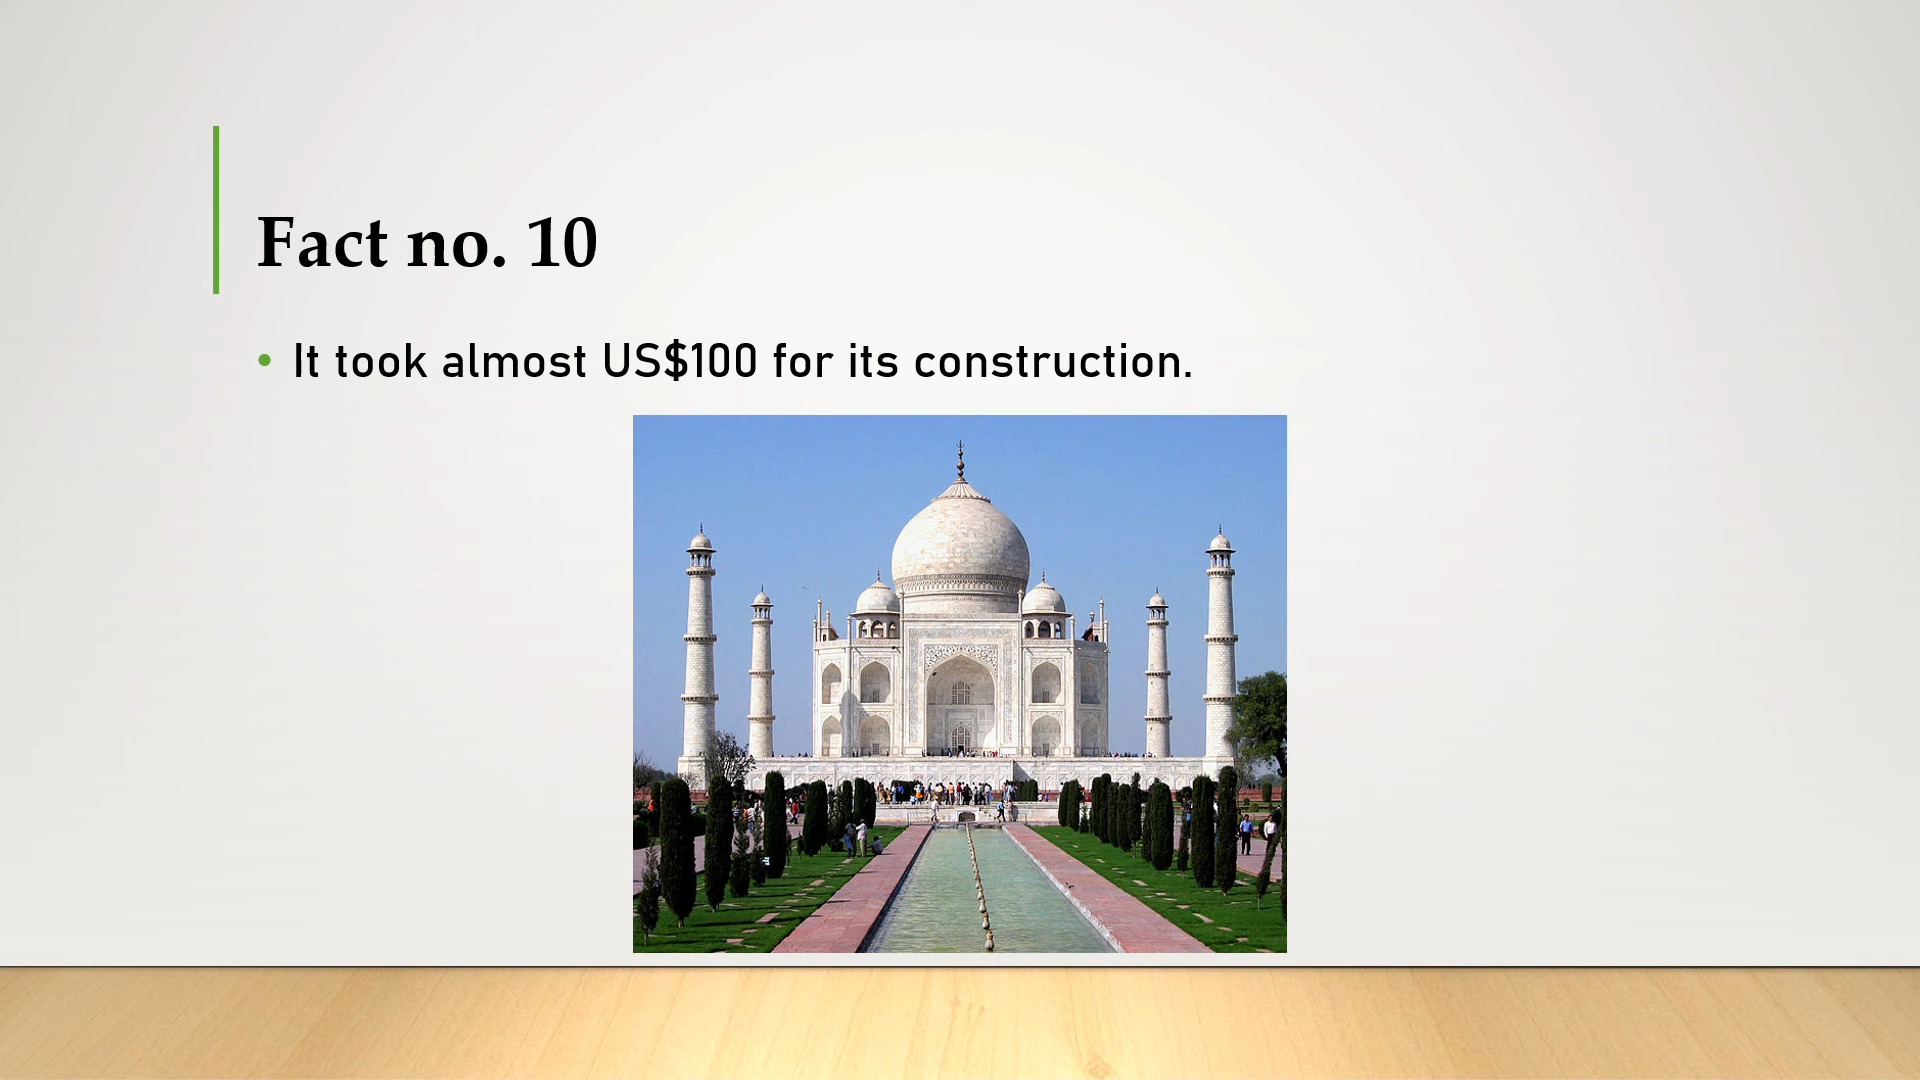 Fact no. 10
• It took almost US$100 for its construction.